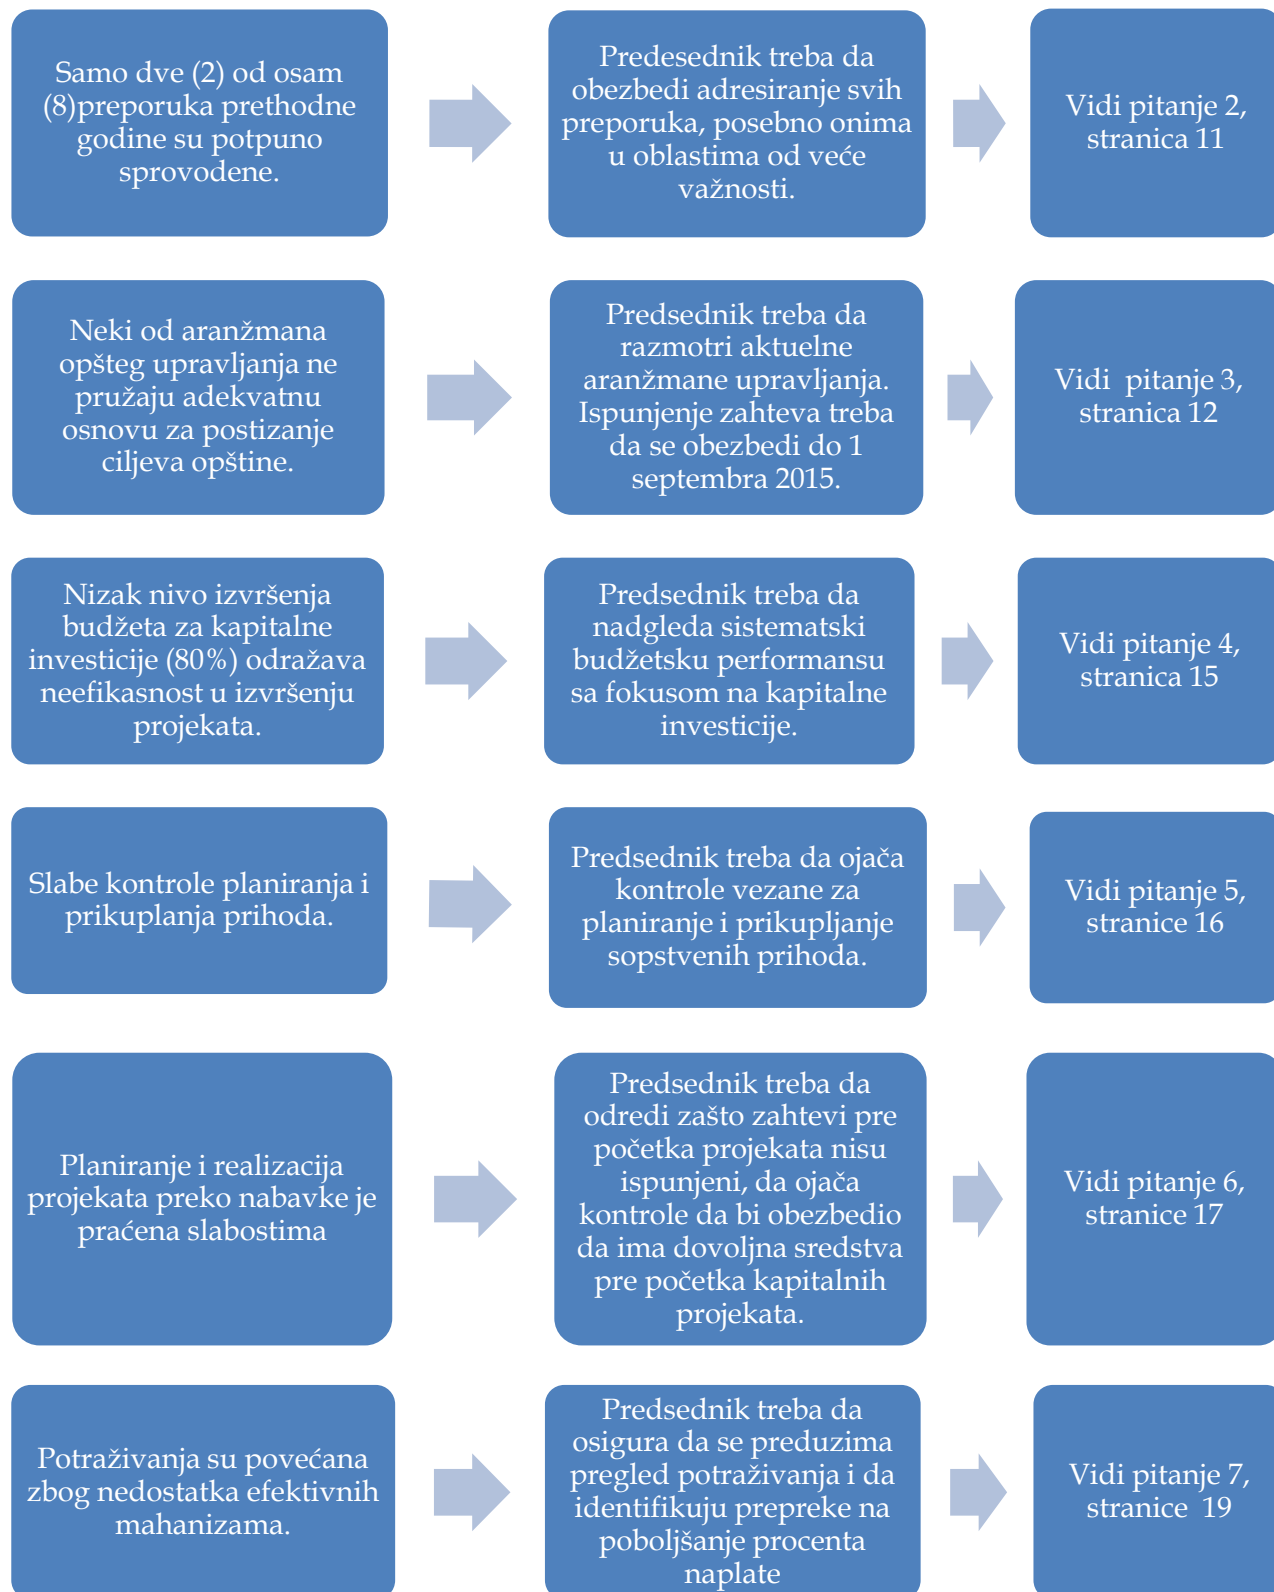 Samo dve (2) od osam
(8)preporuka prethodne
godine su potpuno
sprovodene.
Predesednik treba da
obezbedi adresiranje svih
preporuka, posebno onima
u oblastima od veće
važnosti.
Vidi pitanje 2,
stranica 11
Neki od aranžmana
opšteg upravljanja ne
pružaju adekvatnu
osnovu za postizanje
ciljeva opštine.
Predsednik treba da
razmotri aktuelne
aranžmane upravljanja.
Ispunjenje zahteva treba
da se obezbedi do 1
septembra 2015.
Vidi  pitanje 3,
stranica 12
Nizak nivo izvršenja
budžeta za kapitalne
investicije (80%) odražava
neefikasnost u izvršenju
projekata.
Predsednik treba da
nadgleda sistematski
budžetsku performansu
sa fokusom na kapitalne
investicije.
Vidi pitanje 4,
stranica 15
Slabe kontrole planiranja i
prikuplanja prihoda.
Predsednik treba da ojača
kontrole vezane za
planiranje i prikupljanje
sopstvenih prihoda.
Vidi pitanje 5,
stranice 16
Planiranje i realizacija
projekata preko nabavke je
praćena slabostima
Predsednik treba da
odredi zašto zahtevi pre
početka projekata nisu
ispunjeni, da ojača
kontrole da bi obezbedio
da ima dovoljna sredstva
pre početka kapitalnih
projekata.
Vidi pitanje 6,
stranice 17
Potraživanja su povećana
zbog nedostatka efektivnih
mahanizama.
Predsednik treba da
osigura da se preduzima
pregled potraživanja i da
identifikuju prepreke na
poboljšanje procenta
naplate
Vidi pitanje 7,
stranice  19